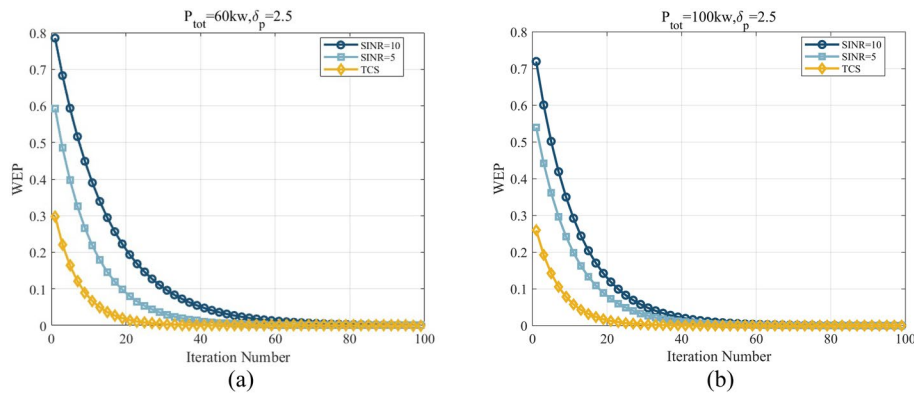 P_tot=60kw,δ_p=2.5
SINR=10
SINR=5
TCS
WEP
0.8
0.7
0.6
0.5
0.4
0.3
0.2
0.1
0
0 20 40 60 80 100
Iteration Number
(a)
P_tot=100kw,δ_p=2.5
SINR=10
SINR=5
TCS
WEP
0.8
0.7
0.6
0.5
0.4
0.3
0.2
0.1
0
0 20 40 60 80 100
Iteration Number
(b)